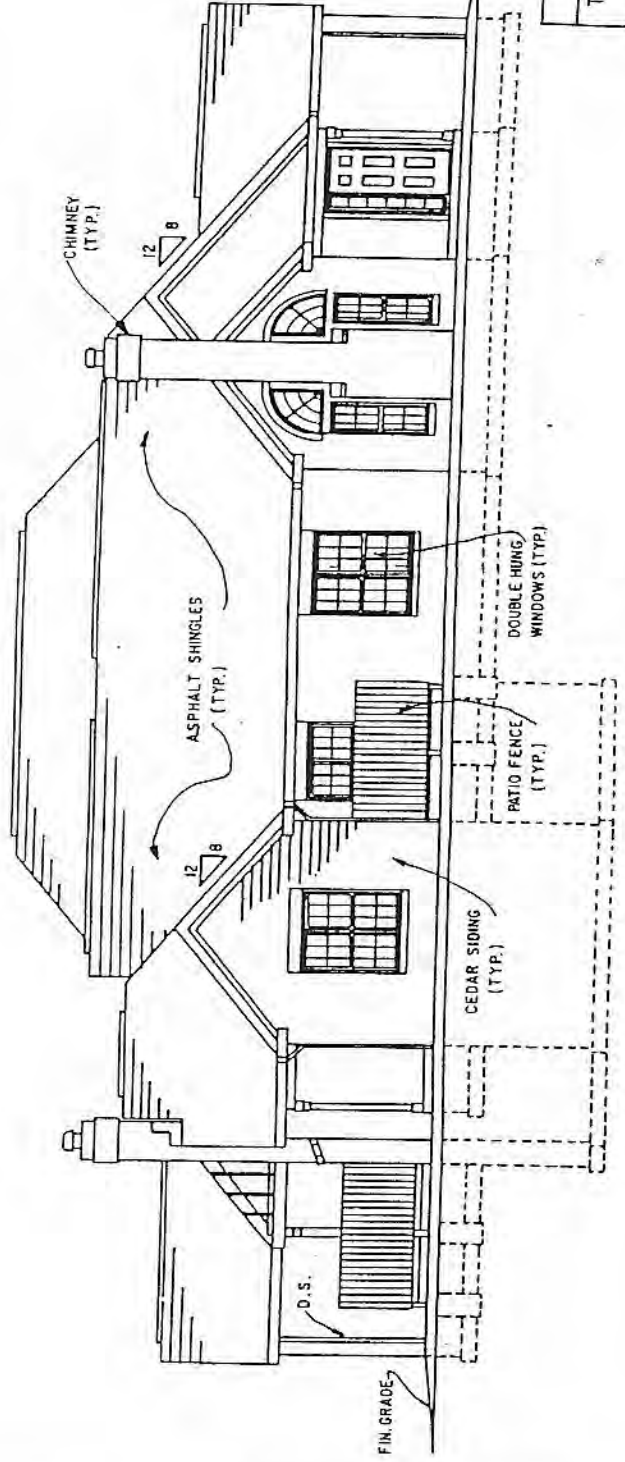 CHIMNEY
(TYP.)
12
8
ASPHALT SHINGLES
(TYP.)
12
8
D.S.
FIN. GRADE
CEDAR SIDING
(TYP.)
PATIO FENCE
(TYP.)
DOUBLE HUNG
WINDOWS (TYP.)
T